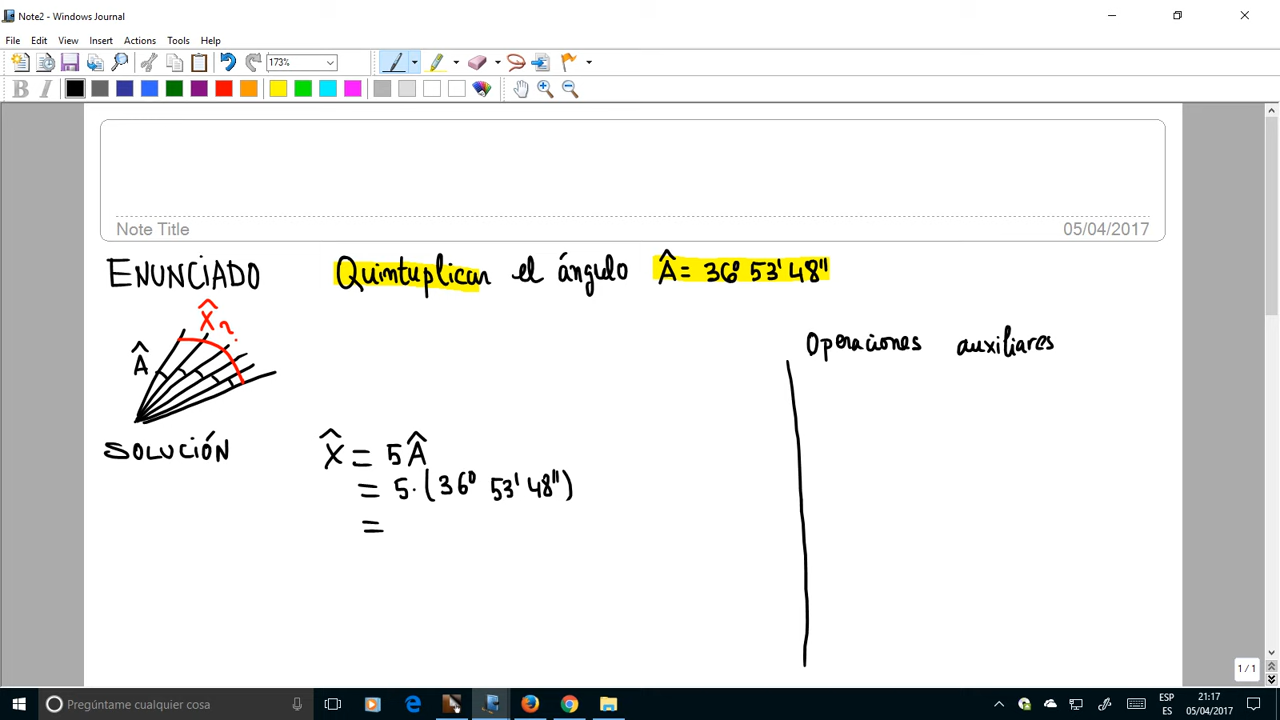 Note2 - Windows Journal
File Edit View Insert Actions Tools Help
173%
B I
Note Title 05/04/2017
ENUNCIADO Quintuplicar el ángulo Â= 36º 53' 48"
X̂?
Â
Operaciones auxiliares
SOLUCIÓN X̂ = 5Â
= 5·(36º 53' 48")
=
1/1
Pregúntame cualquier cosa
ESP 21:17
ES 05/04/2017